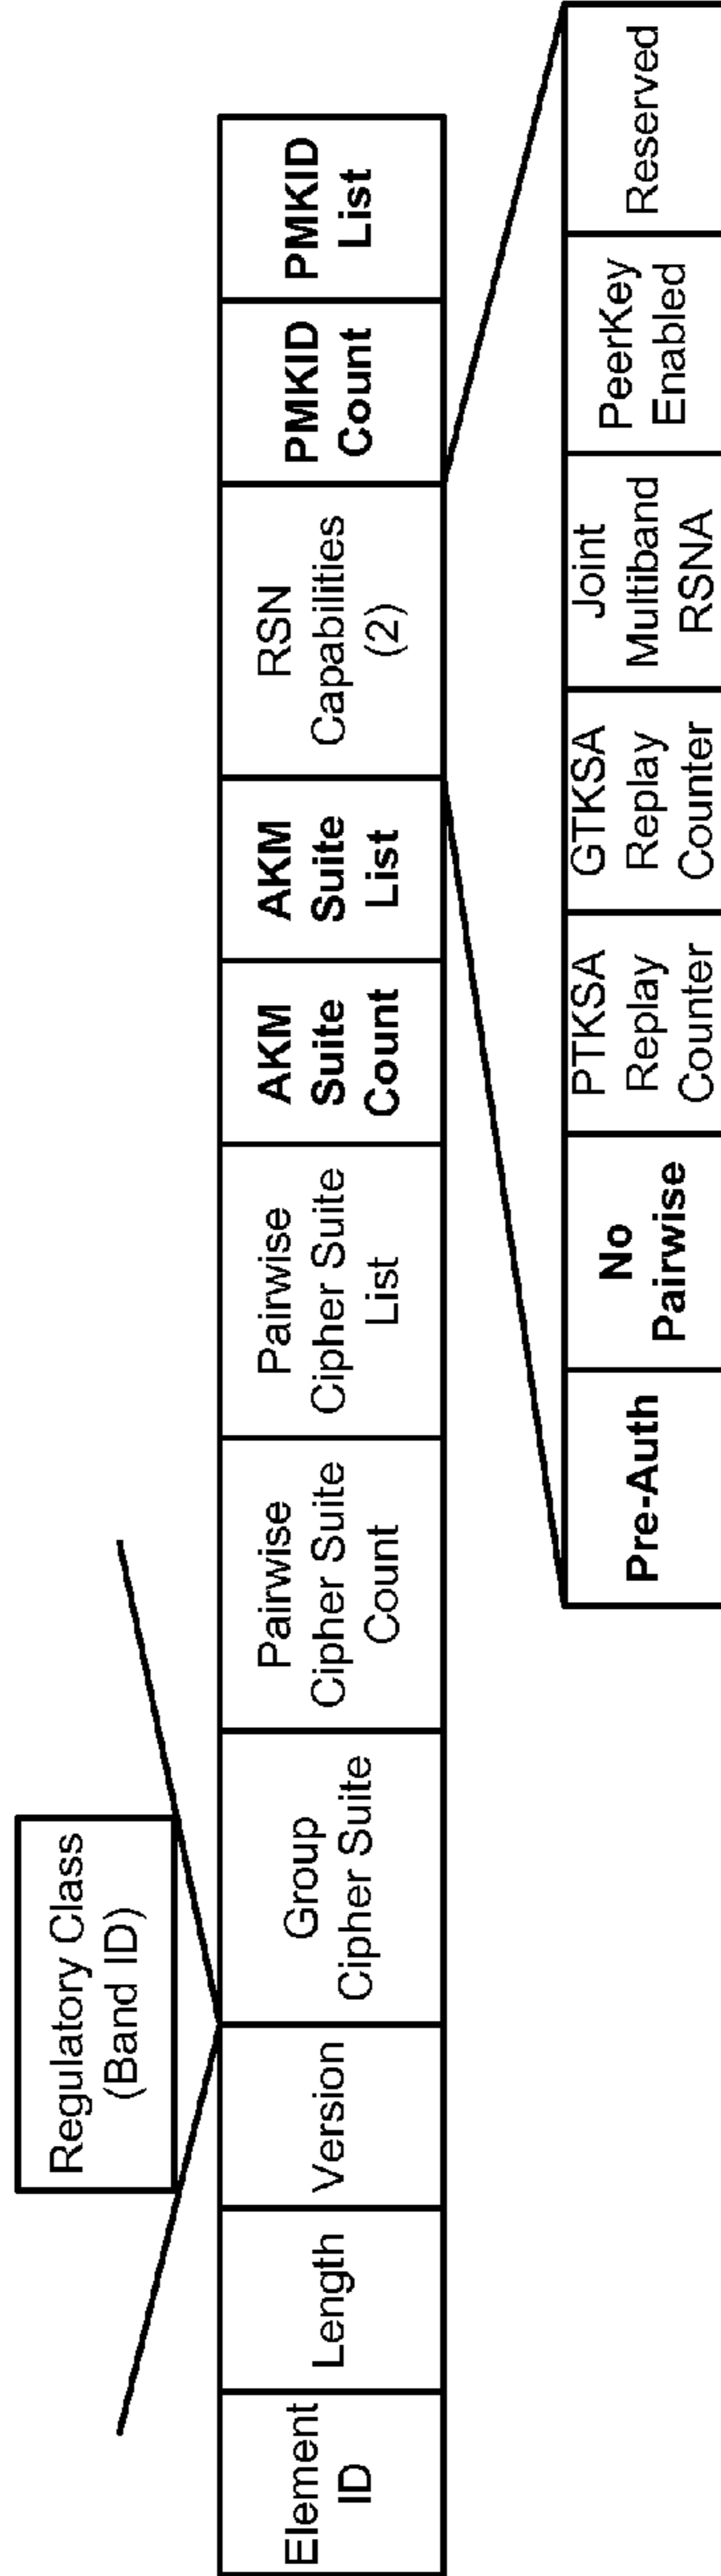 Regulatory Class
(Band ID)
Element
ID
Length
Version
Group
Cipher Suite
Pairwise
Cipher Suite
Count
Pairwise
Cipher Suite
List
AKM
Suite
Count
AKM
Suite
List
RSN
Capabilities
(2)
PMKID
Count
PMKID
List
Pre-Auth
No
Pairwise
PTKSA
Replay
Counter
GTKSA
Replay
Counter
Joint
Multiband
RSNA
PeerKey
Enabled
Reserved